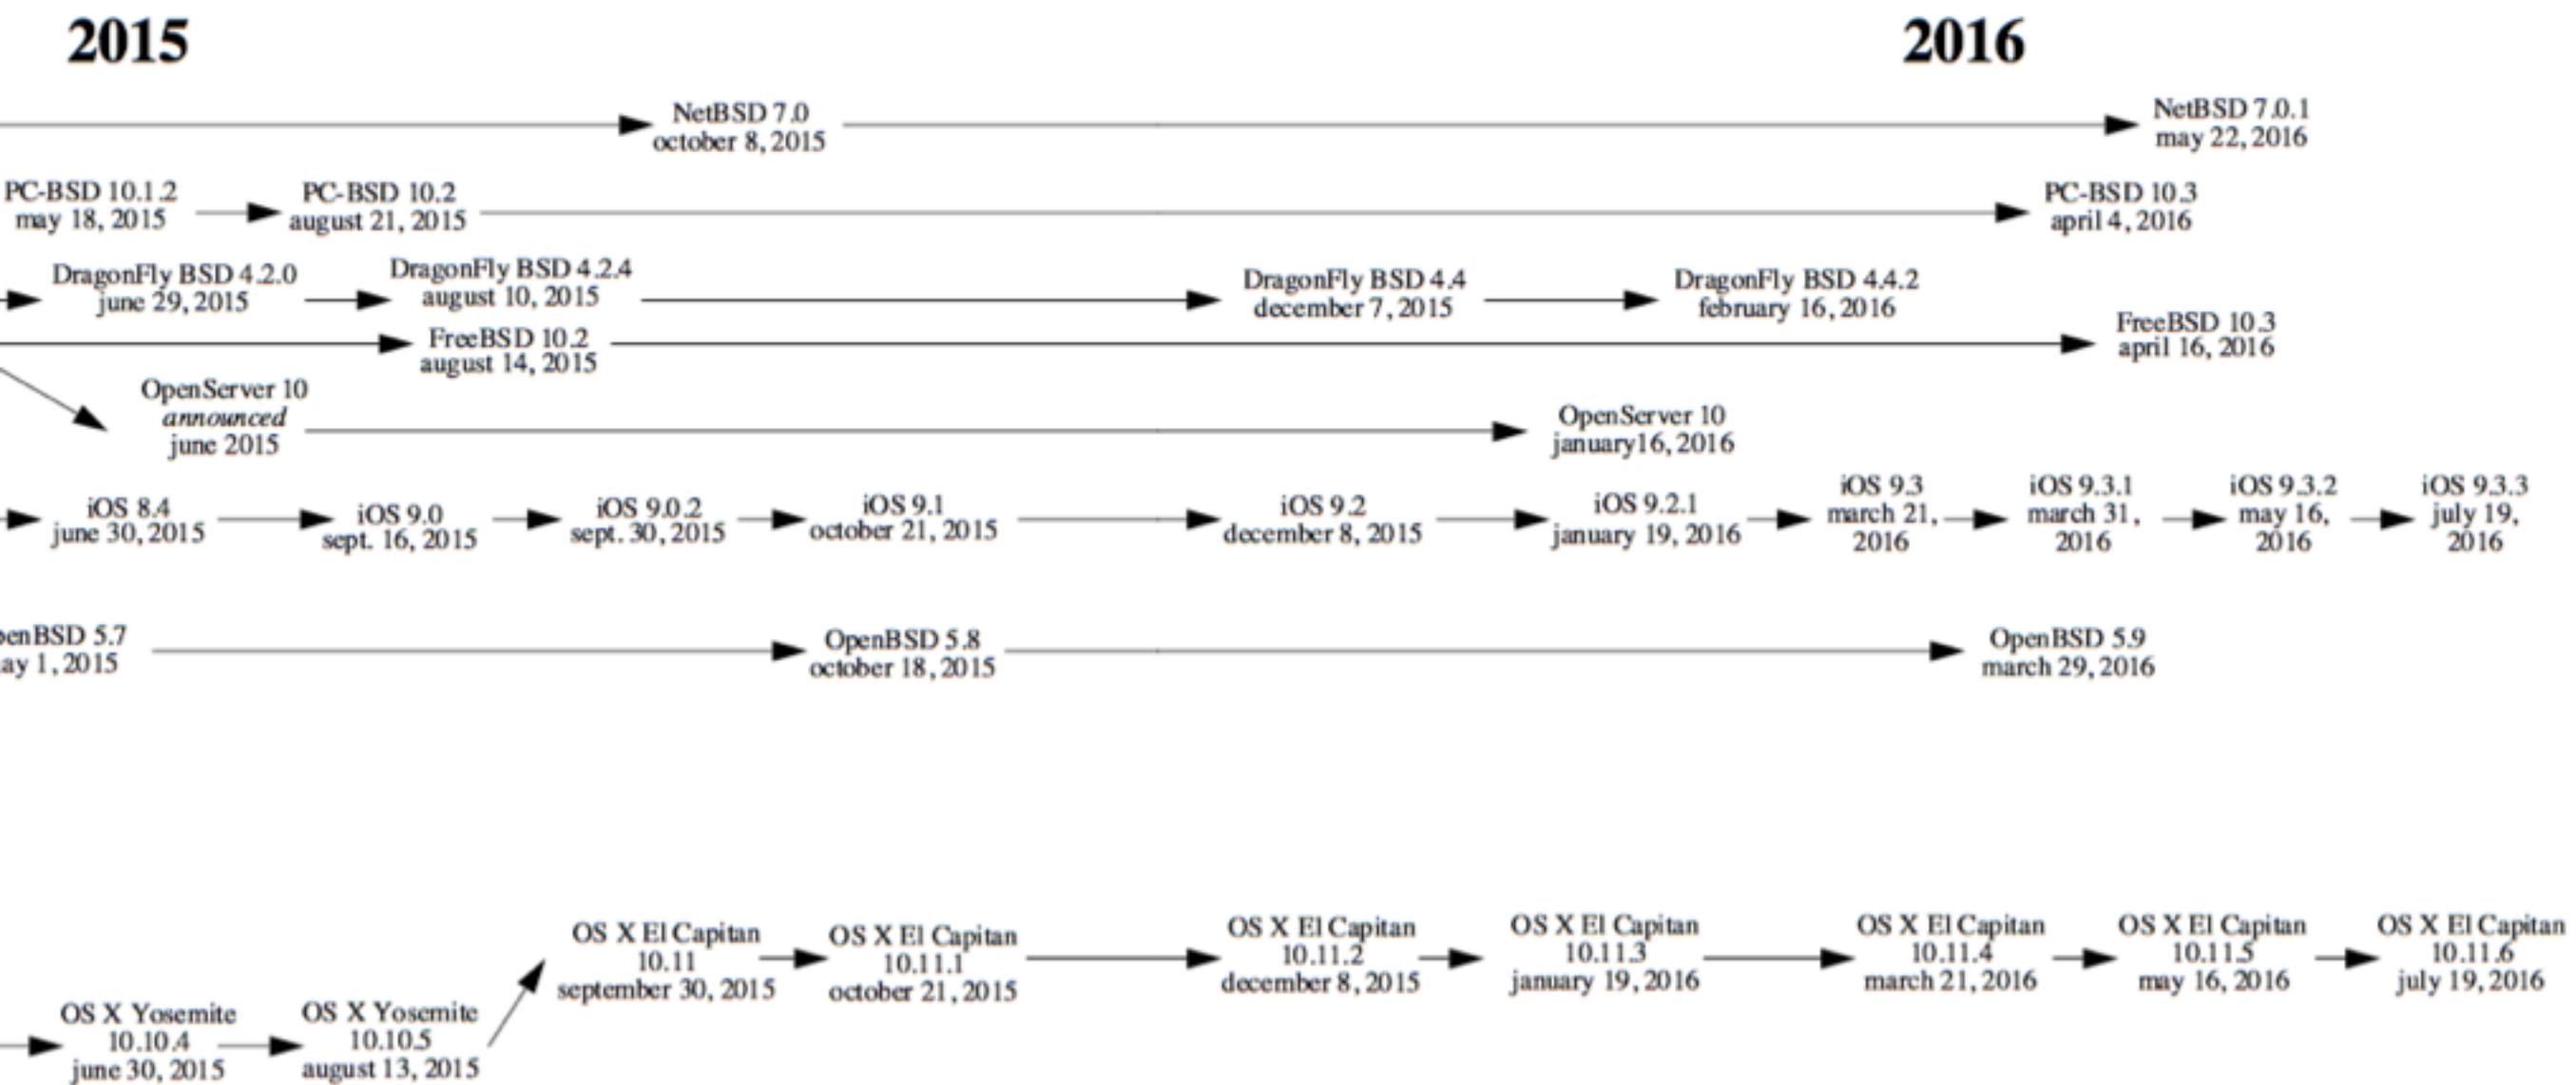 2015
2016
NetBSD 7.0
october 8, 2015
NetBSD 7.0.1
may 22, 2016
PC-BSD 10.1.2
may 18, 2015
PC-BSD 10.2
august 21, 2015
PC-BSD 10.3
april 4, 2016
DragonFly BSD 4.2.0
june 29, 2015
DragonFly BSD 4.2.4
august 10, 2015
DragonFly BSD 4.4
december 7, 2015
DragonFly BSD 4.4.2
february 16, 2016
FreeBSD 10.2
august 14, 2015
FreeBSD 10.3
april 16, 2016
OpenServer 10
announced
june 2015
OpenServer 10
january16, 2016
iOS 8.4
june 30, 2015
iOS 9.0
sept. 16, 2015
iOS 9.0.2
sept. 30, 2015
iOS 9.1
october 21, 2015
iOS 9.2
december 8, 2015
iOS 9.2.1
january 19, 2016
iOS 9.3
march 21,
2016
iOS 9.3.1
march 31,
2016
iOS 9.3.2
may 16,
2016
iOS 9.3.3
july 19,
2016
penBSD 5.7
ay 1, 2015
OpenBSD 5.8
october 18, 2015
OpenBSD 5.9
march 29, 2016
OS X Yosemite
10.10.4
june 30, 2015
OS X Yosemite
10.10.5
august 13, 2015
OS X El Capitan
10.11
september 30, 2015
OS X El Capitan
10.11.1
october 21, 2015
OS X El Capitan
10.11.2
december 8, 2015
OS X El Capitan
10.11.3
january 19, 2016
OS X El Capitan
10.11.4
march 21, 2016
OS X El Capitan
10.11.5
may 16, 2016
OS X El Capitan
10.11.6
july 19, 2016